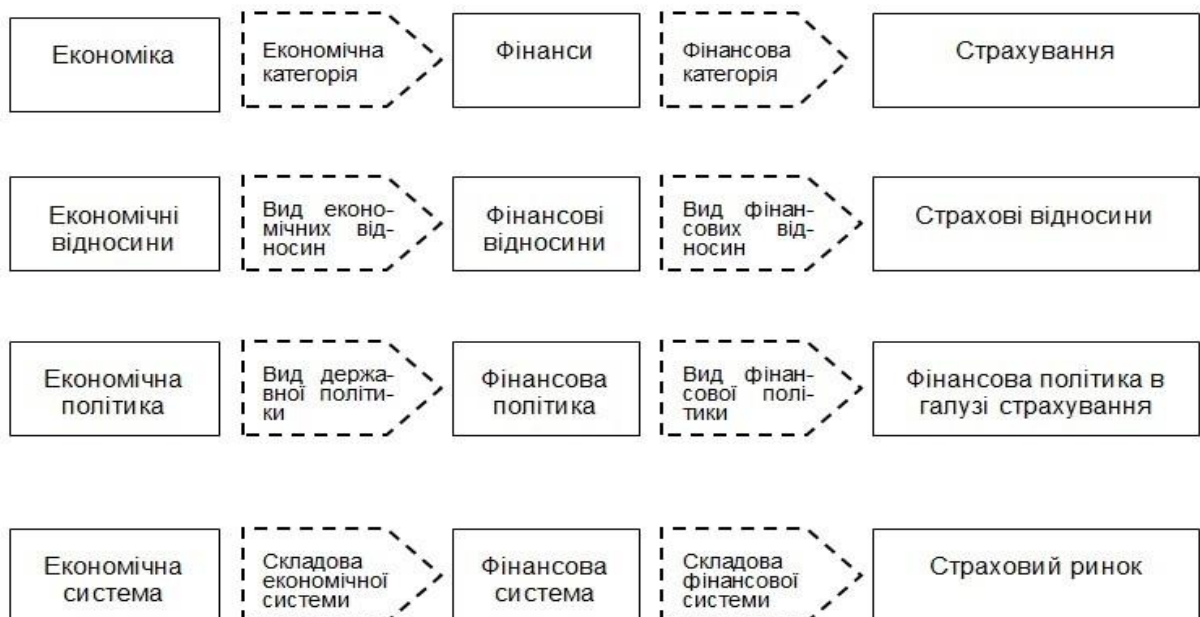 Економіка
Економічна
категорія
Фінанси
Фінансова
категорія
Страхування
Економічні
відносини
Вид еконо-
мічних від-
носин
Фінансові
відносини
Вид фінан-
сових від-
носин
Страхові відносини
Економічна
політика
Вид держа-
вної політи-
ки
Фінансова
політика
Вид фінан-
сової полі-
тики
Фінансова політика в
галузі страхування
Економічна
система
Складова
економічної
системи
Фінансова
система
Складова
фінансової
системи
Страховий ринок